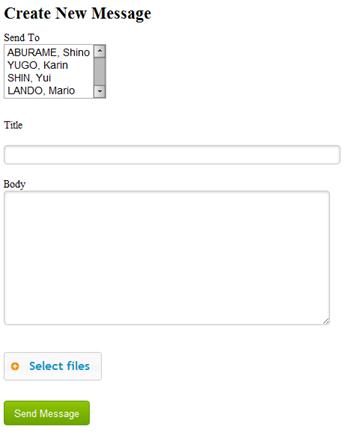 Create New Message
Send To
ABURAME, Shino
YUGO, Karin
SHIN, Yui
LANDO, Mario
Title
Body
Select files
Send Message